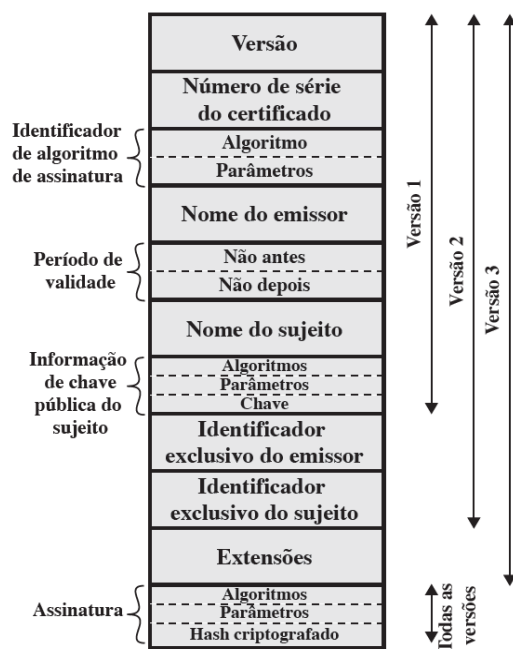 Versão
Número de série
do certificado
Identificador
de algoritmo
de assinatura
Algoritmo
Parâmetros
Nome do emissor
Período de
validade
Não antes
Não depois
Nome do sujeito
Informação
de chave
pública do
sujeito
Algoritmos
Parâmetros
Chave
Identificador
exclusivo do emissor
Identificador
exclusivo do sujeito
Extensões
Assinatura
Algoritmos
Parâmetros
Hash criptografado
Versão 1
Versão 2
Versão 3
Todas as
versões